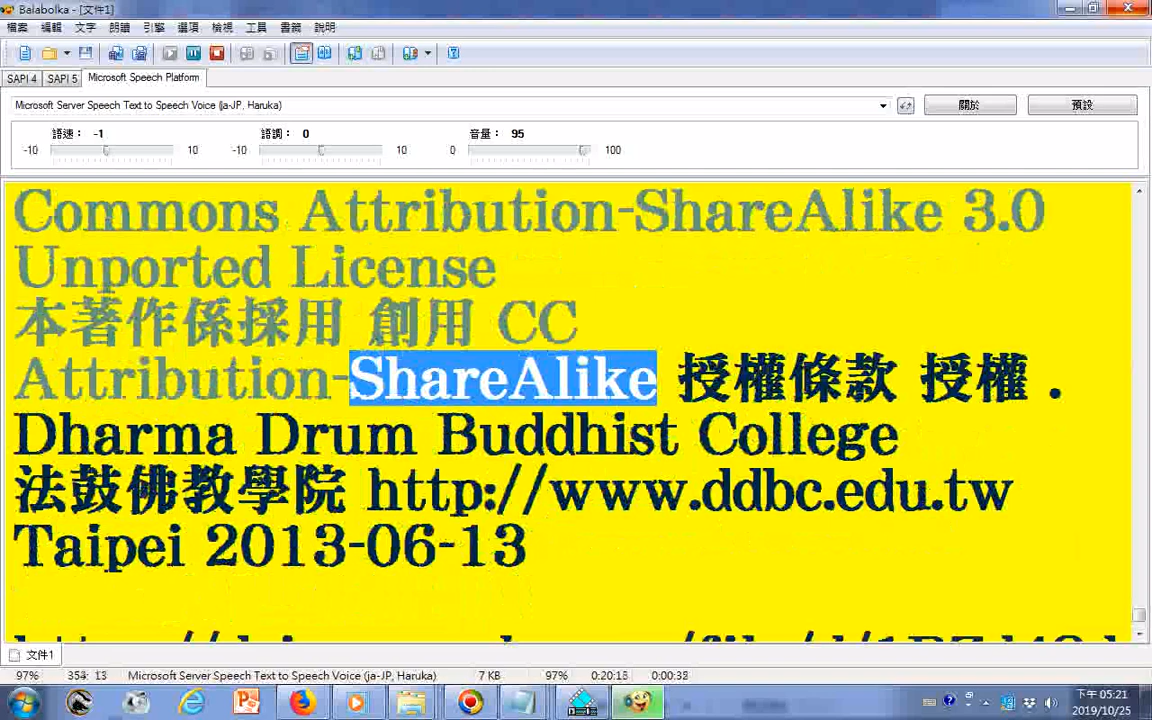 Balabolka - [文件1]
檔案 編輯 文字 朗讀 引擎 選項 檢視 工具 書籤 說明
SAPI 4 SAPI 5 Microsoft Speech Platform
Microsoft Server Speech Text to Speech Voice (ja-JP, Haruka) 關於 預設
語速： -1 語調： 0 音量： 95
-10 10 -10 10 0 100
Commons Attribution-ShareAlike 3.0
Unported License
本著作係採用 創用 CC
Attribution-ShareAlike 授權條款 授權 .
Dharma Drum Buddhist College
法鼓佛教學院 http://www.ddbc.edu.tw
Taipei 2013-06-13
文件1
97% 354: 13 Microsoft Server Speech Text to Speech Voice (ja-JP, Haruka) 7 KB 97% 0:20:18 0:00:38
下午 05:21
2019/10/25